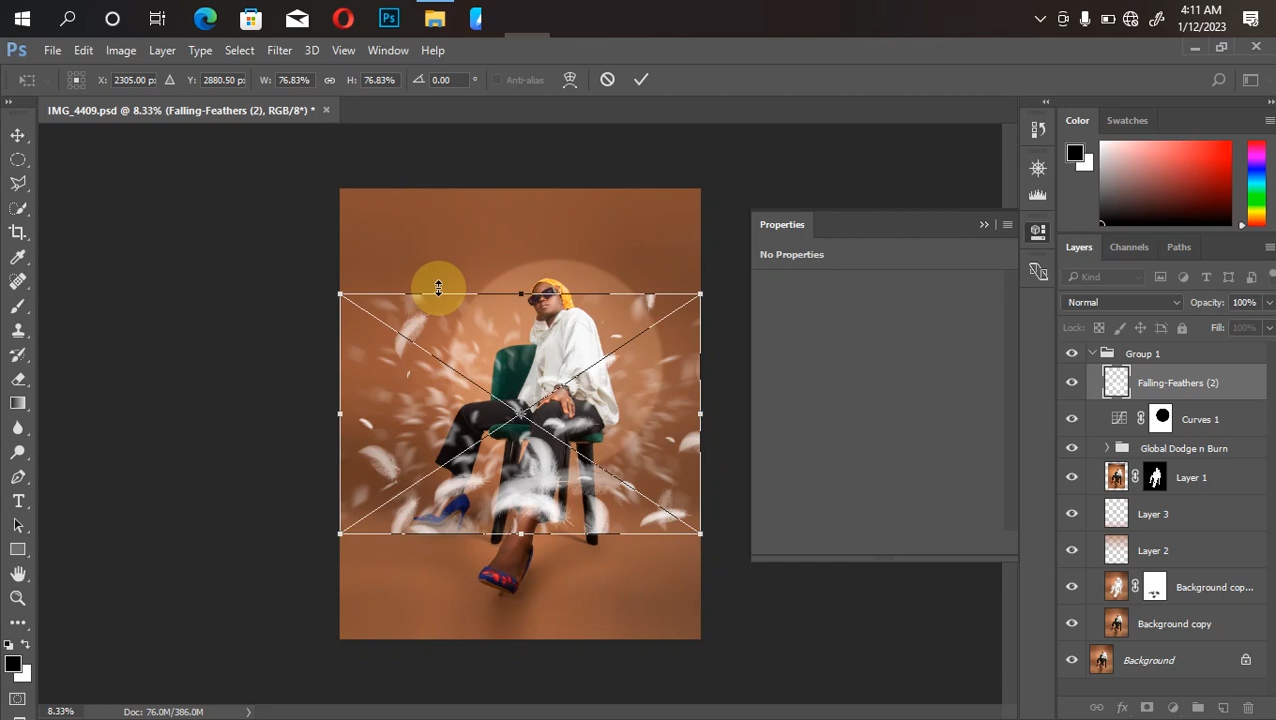 4:11 AM
1/12/2023
Ps
Ps
File Edit Image Layer Type Select Filter 3D View Window Help
X: 2305.00 px Y: 2880.50 px W: 76.83% H: 76.83% 0.00 ° Anti-alias
IMG_4409.psd @ 8.33% (Falling-Feathers (2), RGB/8*) * ×
Color Swatches
Properties
No Properties
Layers Channels Paths
Kind
Normal Opacity: 100%
Lock: Fill: 100%
Group 1
Falling-Feathers (2)
Curves 1
Global Dodge n Burn
Layer 1
Layer 3
Layer 2
Background cop...
Background copy
Background
8.33% Doc: 76.0M/386.0M